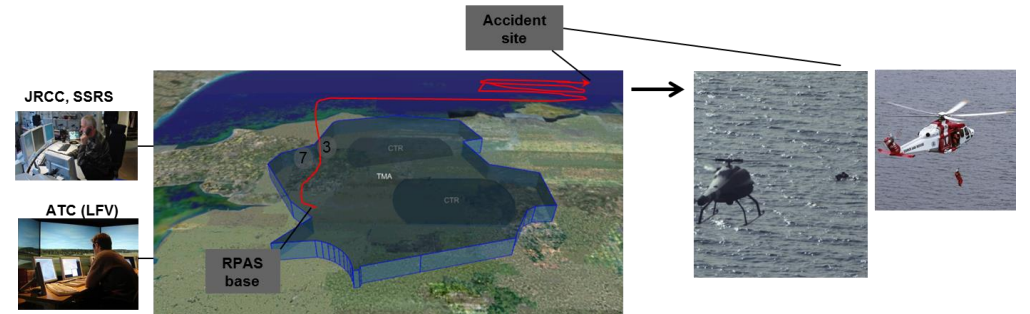 Accident
site
JRCC, SSRS
ATC (LFV)
7
3
CTR
TMA
CTR
RPAS
base